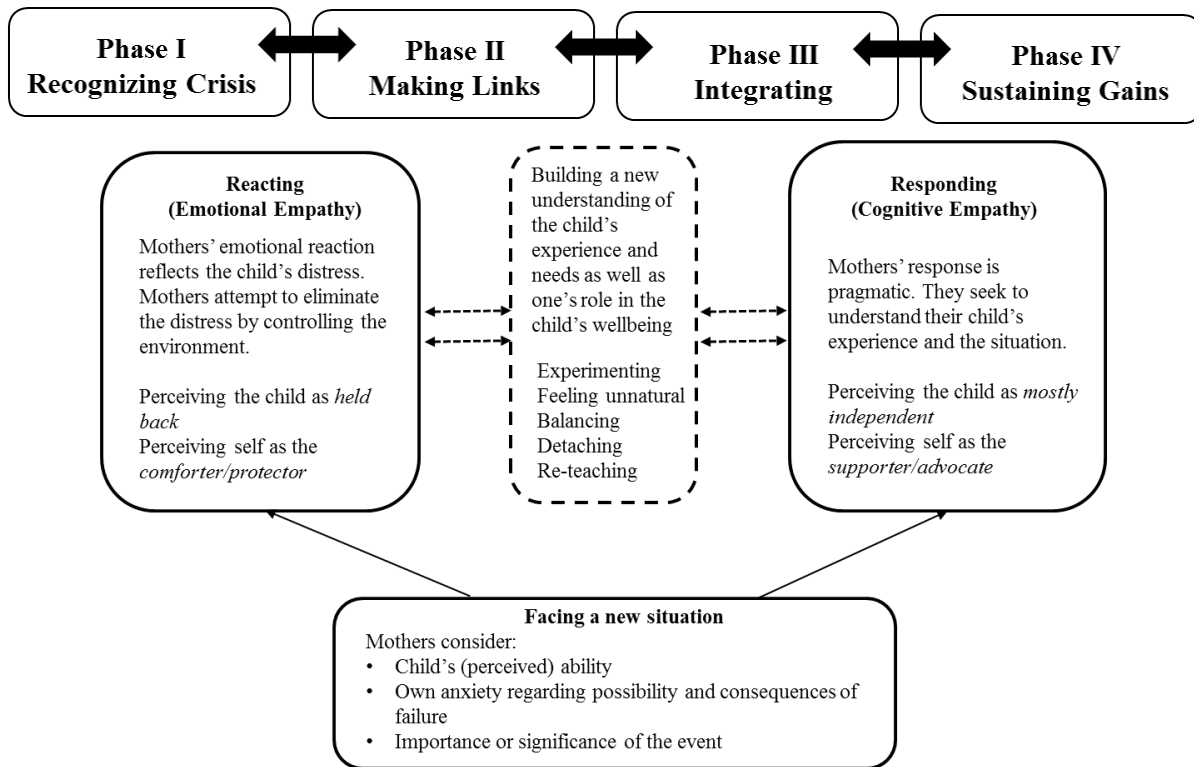 Phase I
Recognizing Crisis
Phase II
Making Links
Phase III
Integrating
Phase IV
Sustaining Gains
Reacting
(Emotional Empathy)
Mothers’ emotional reaction
reflects the child’s distress.
Mothers attempt to eliminate
the distress by controlling the
environment.
Perceiving the child as held
back
Perceiving self as the
comforter/protector
Building a new
understanding of
the child’s
experience and
needs as well as
one’s role in the
child’s wellbeing
Experimenting
Feeling unnatural
Balancing
Detaching
Re-teaching
Responding
(Cognitive Empathy)
Mothers’ response is
pragmatic. They seek to
understand their child’s
experience and the situation.
Perceiving the child as mostly
independent
Perceiving self as the
supporter/advocate
Facing a new situation
Mothers consider:
• Child’s (perceived) ability
• Own anxiety regarding possibility and consequences of
failure
• Importance or significance of the event